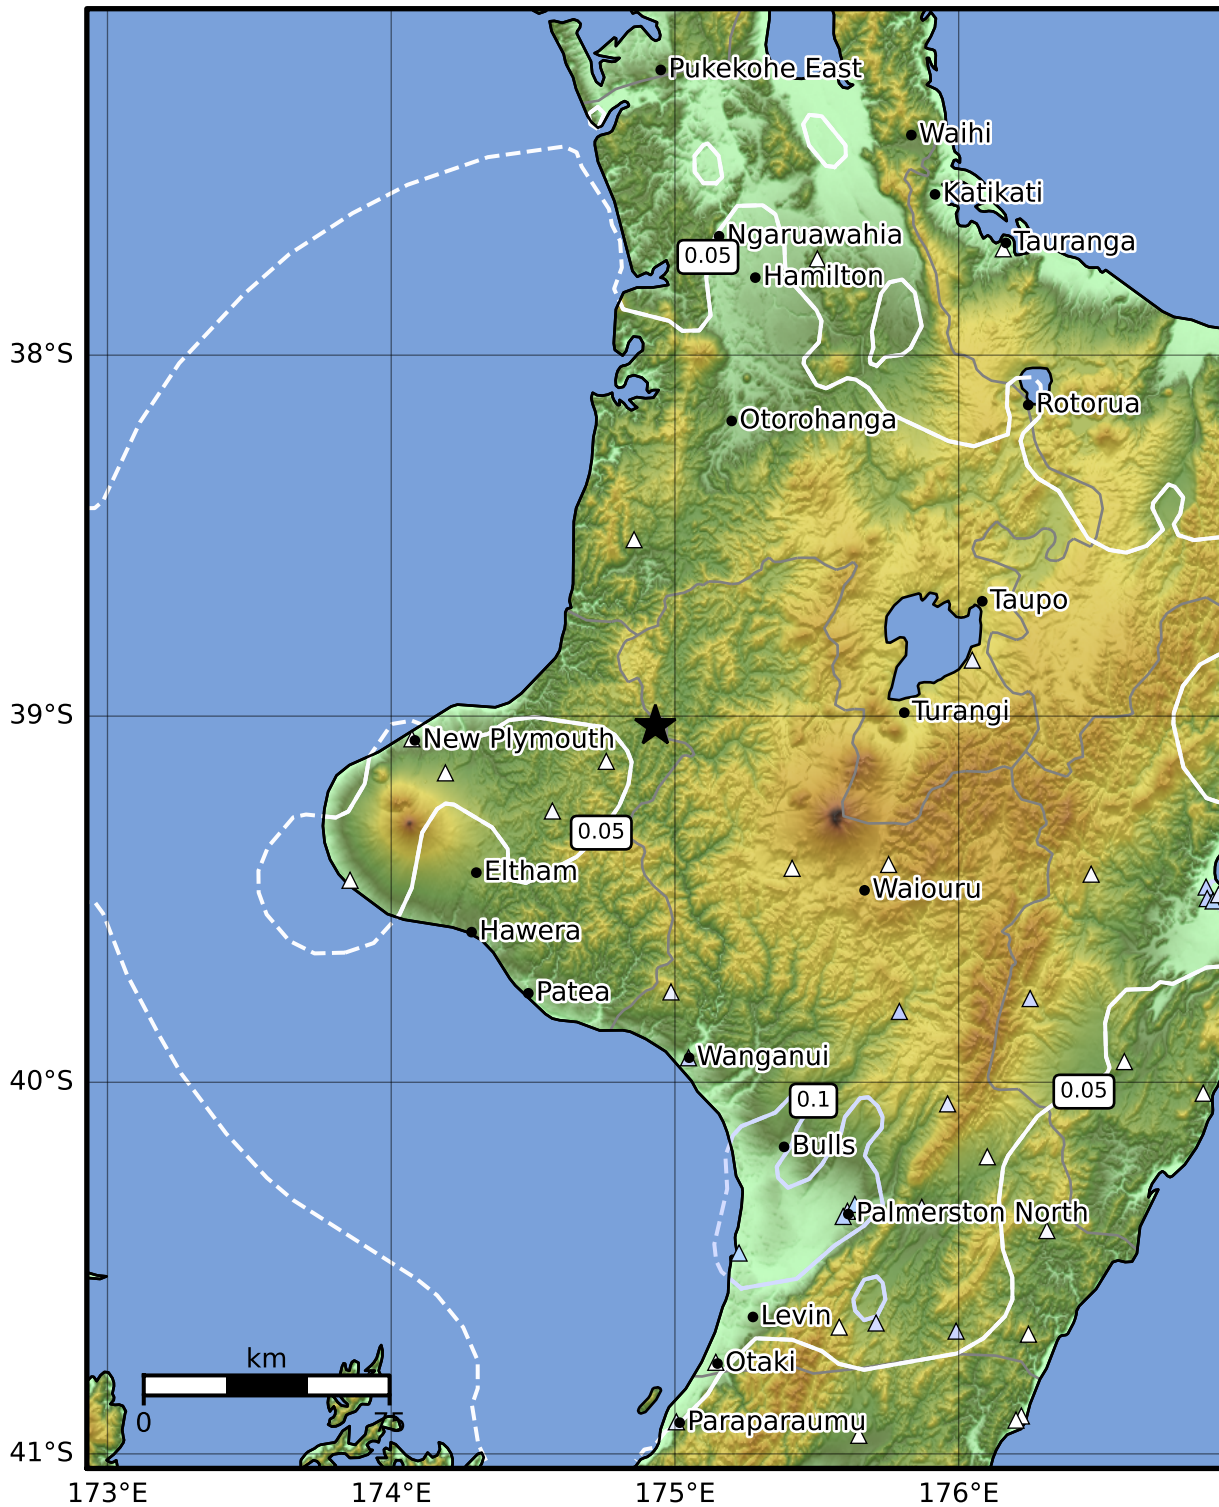 Pukekohe East
Waihi
Katikati
Ngaruawahia
Tauranga
0.05
Hamilton
38°S
Rotorua
Otorohanga
Taupo
39°S
Turangi
New Plymouth
0.05
Eltham
Waiouru
Hawera
Patea
Wanganui
40°S
0.05
0.1
Bulls
Palmerston North
Levin
km
Otaki
0
Paraparaumu
41°S
173°E
174°E
175°E
176°E